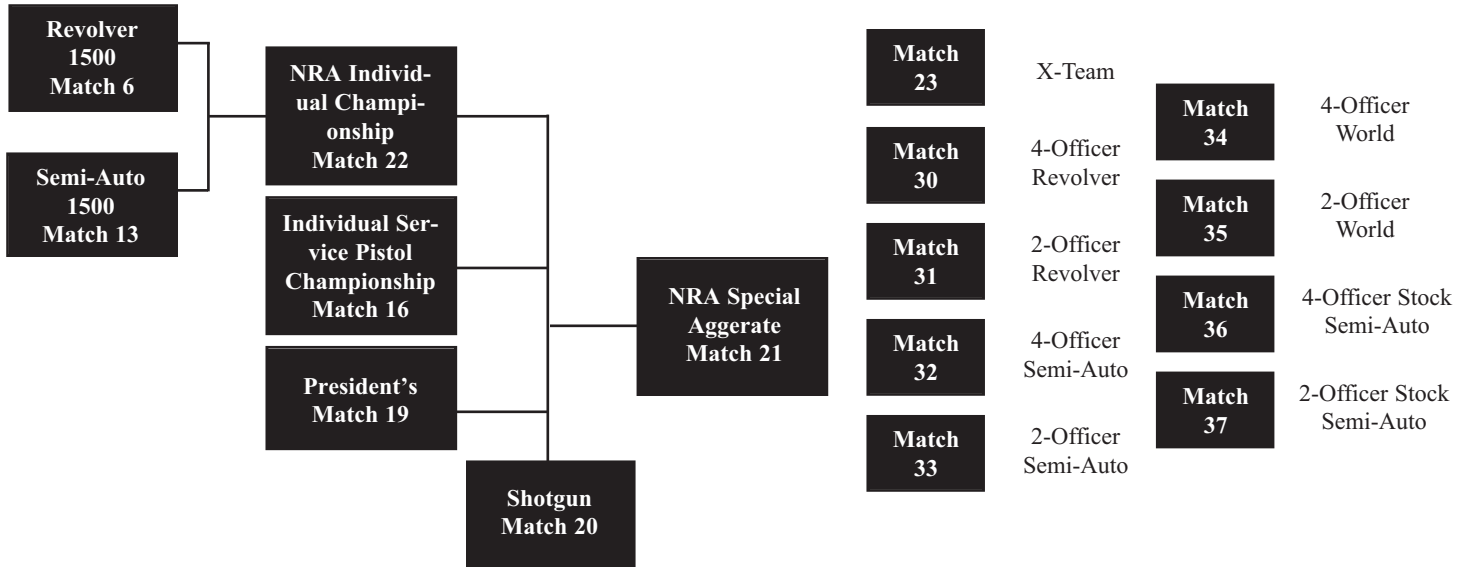 Revolver
1500
Match 6
Semi-Auto
1500
Match 13
NRA Individ-
ual Champi-
onship
Match 22
Individual Ser-
vice Pistol
Championship
Match 16
President's
Match 19
Shotgun
Match 20
NRA Special
Aggerate
Match 21
Match
23
X-Team
Match
30
4-Officer
Revolver
Match
31
2-Officer
Revolver
Match
32
4-Officer
Semi-Auto
Match
33
2-Officer
Semi-Auto
Match
34
4-Officer
World
Match
35
2-Officer
World
Match
36
4-Officer Stock
Semi-Auto
Match
37
2-Officer Stock
Semi-Auto